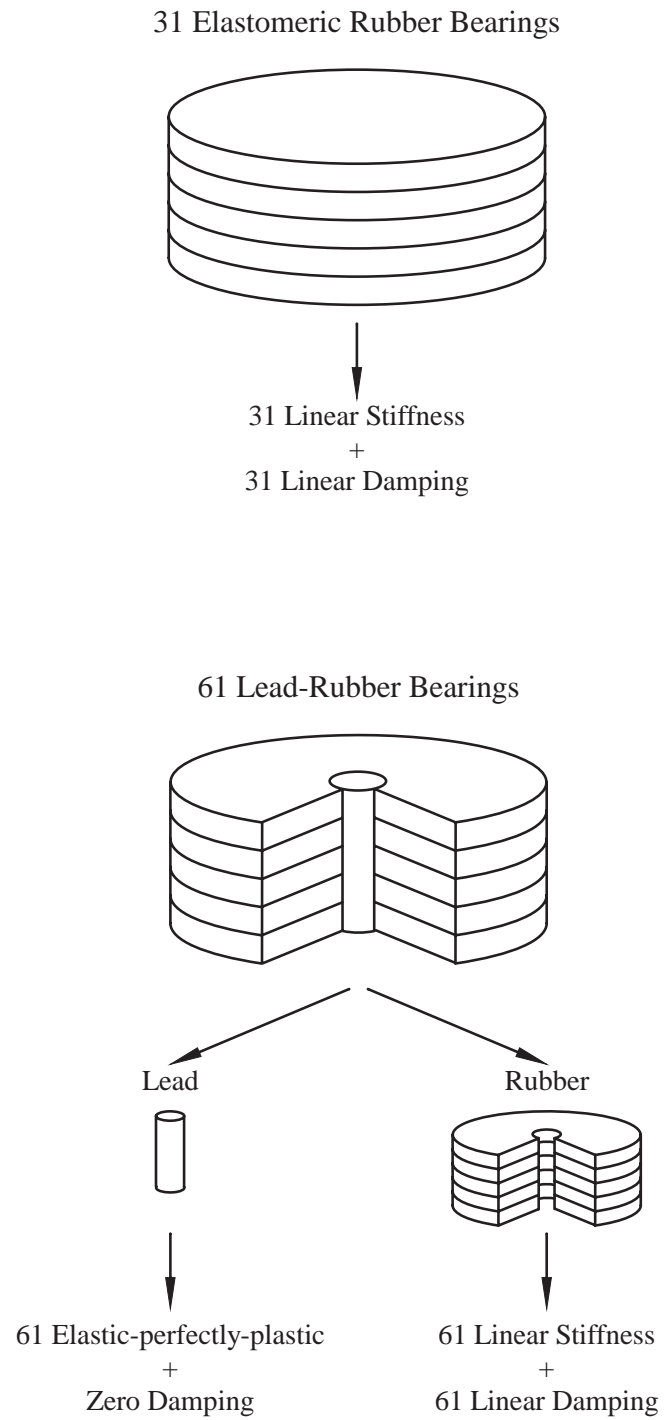 31 Elastomeric Rubber Bearings
31 Linear Stiffness
+
31 Linear Damping
61 Lead-Rubber Bearings
Lead
Rubber
61 Elastic-perfectly-plastic
+
Zero Damping
61 Linear Stiffness
+
61 Linear Damping